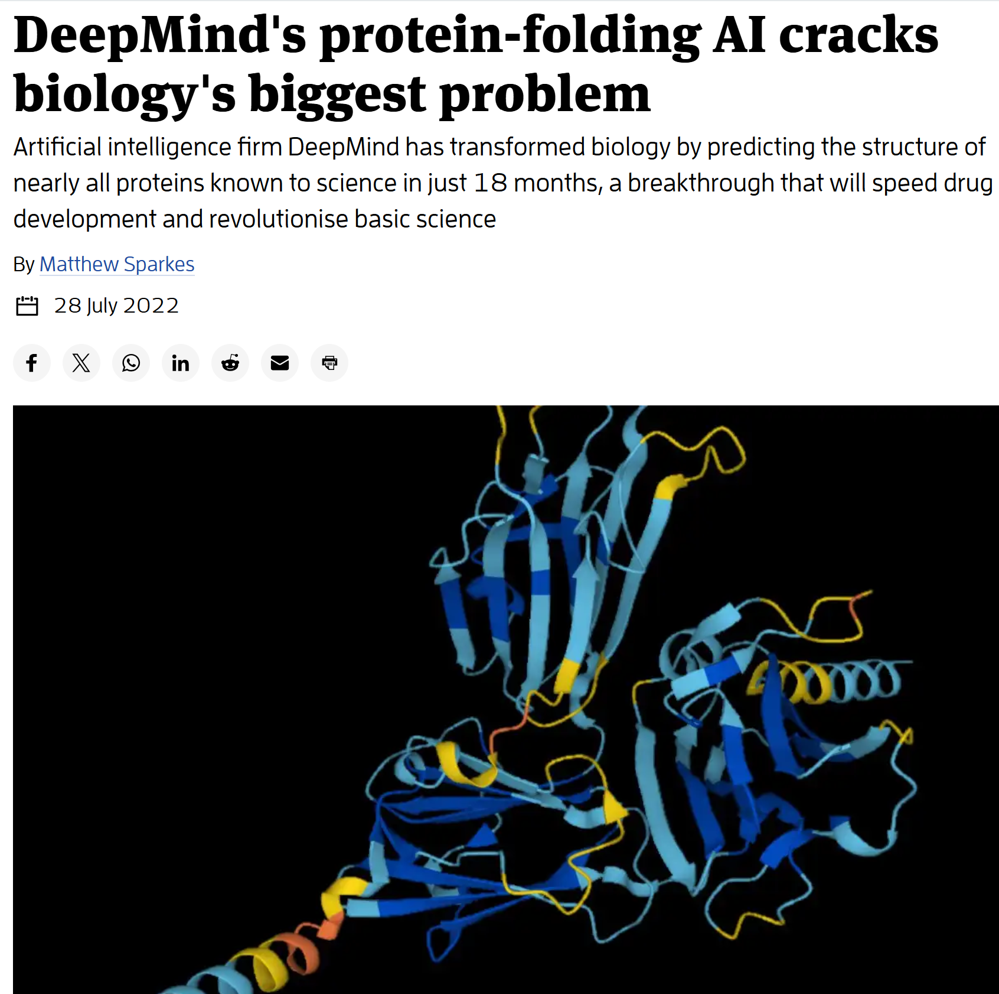 DeepMind's protein-folding AI cracks
biology's biggest problem
Artificial intelligence firm DeepMind has transformed biology by predicting the structure of
nearly all proteins known to science in just 18 months, a breakthrough that will speed drug
development and revolutionise basic science
By Matthew Sparkes
28 July 2022